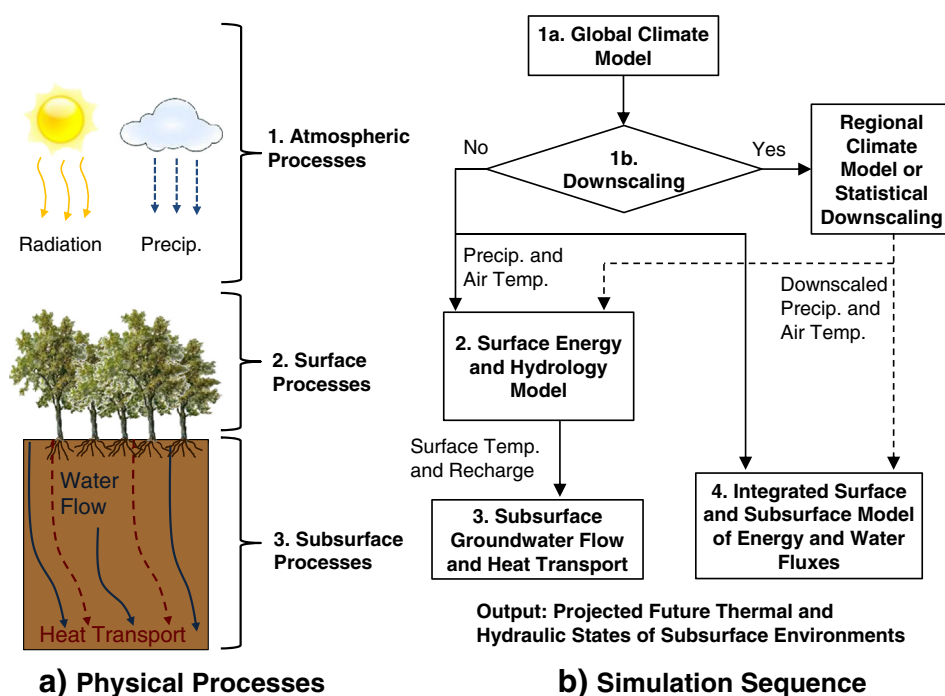 Radiation
Precip.
1. Atmospheric
Processes
2. Surface
Processes
Water
Flow
Heat Transport
3. Subsurface
Processes
a) Physical Processes
1a. Global Climate
Model
1b.
Downscaling
No
Yes
Regional
Climate
Model or
Statistical
Downscaling
Precip. and
Air Temp.
Downscaled
Precip. and
Air Temp.
2. Surface Energy
and Hydrology
Model
Surface Temp.
and Recharge
3. Subsurface
Groundwater Flow
and Heat Transport
4. Integrated Surface
and Subsurface Model
of Energy and Water
Fluxes
Output: Projected Future Thermal and
Hydraulic States of Subsurface Environments
b) Simulation Sequence